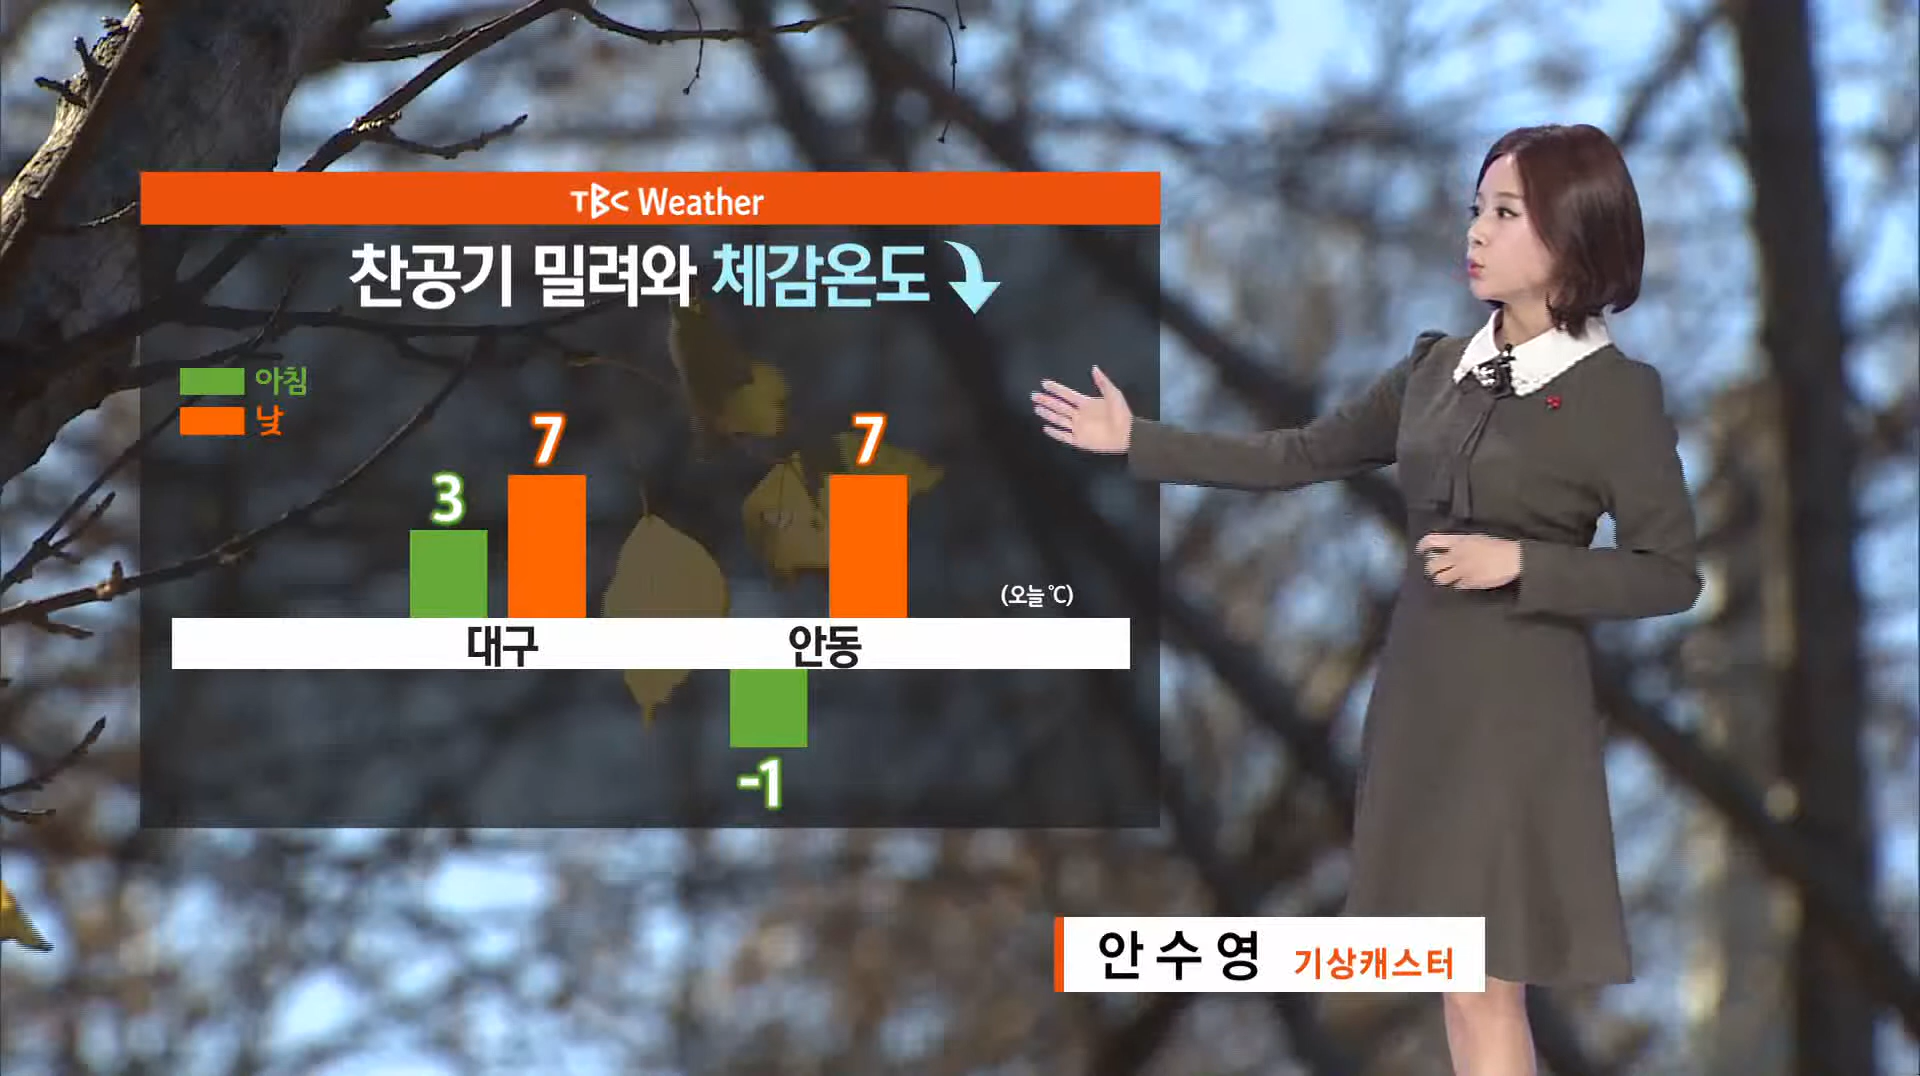 TBC Weather
찬공기 밀려와 체감온도
아침
낮
3
7
7
(오늘 ℃)
대구
안동
-1
안수영 기상캐스터